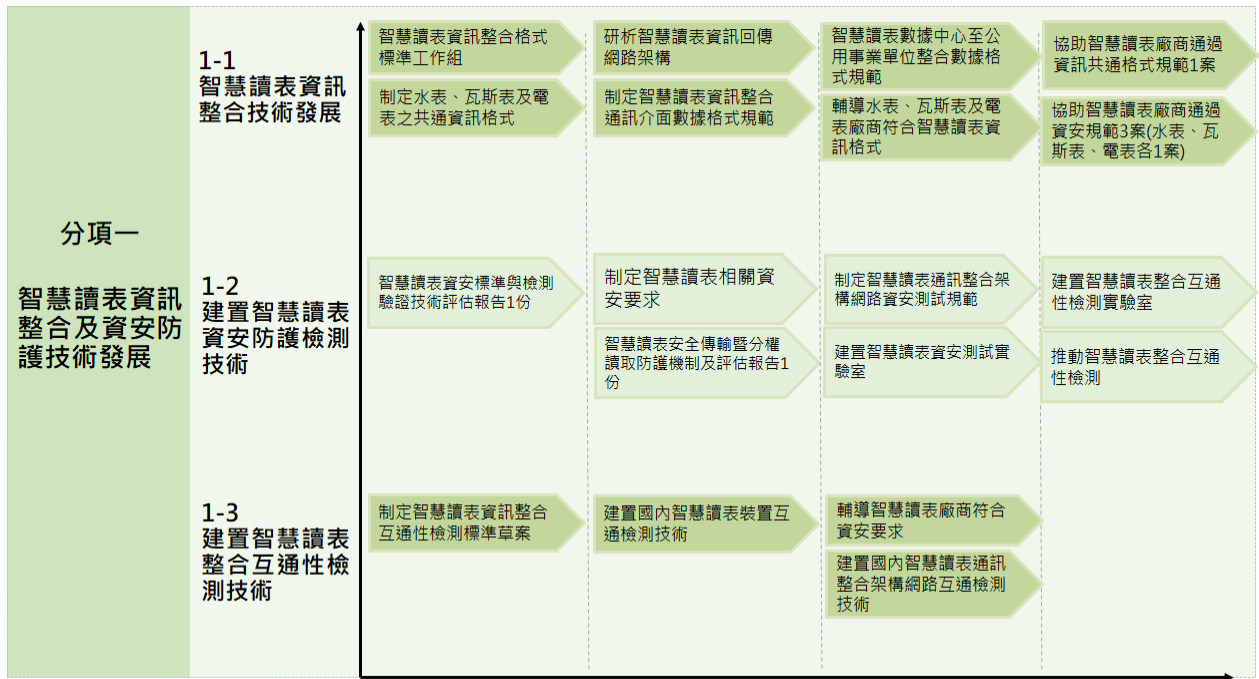 分項一
智慧讀表資訊
整合及資安防
護技術發展
1-1
智慧讀表資訊
整合技術發展
智慧讀表資訊整合格式
標準工作組
制定水表、瓦斯表及電
表之共通資訊格式
研析智慧讀表資訊回傳
網路架構
制定智慧讀表資訊整合
通訊介面數據格式規範
智慧讀表數據中心至公
用事業單位整合數據格
式規範
輔導水表、瓦斯表及電
表廠商符合智慧讀表資
訊格式
協助智慧讀表廠商通過
資訊共通格式規範1案
協助智慧讀表廠商通過
資安規範3案(水表、瓦
斯表、電表各1案)
1-2
建置智慧讀表
資安防護檢測
技術
智慧讀表資安標準與檢測
驗證技術評估報告1份
制定智慧讀表相關資
安要求
智慧讀表安全傳輸暨分權
讀取防護機制及評估報告1
份
制定智慧讀表通訊整合架
構網路資安測試規範
建置智慧讀表資安測試實
驗室
建置智慧讀表整合互通
性檢測實驗室
推動智慧讀表整合互通
性檢測
1-3
建置智慧讀表
整合互通性檢
測技術
制定智慧讀表資訊整合
互通性檢測標準草案
建置國內智慧讀表裝置互
通檢測技術
輔導智慧讀表廠商符合
資安要求
建置國內智慧讀表通訊
整合架構網路互通檢測
技術